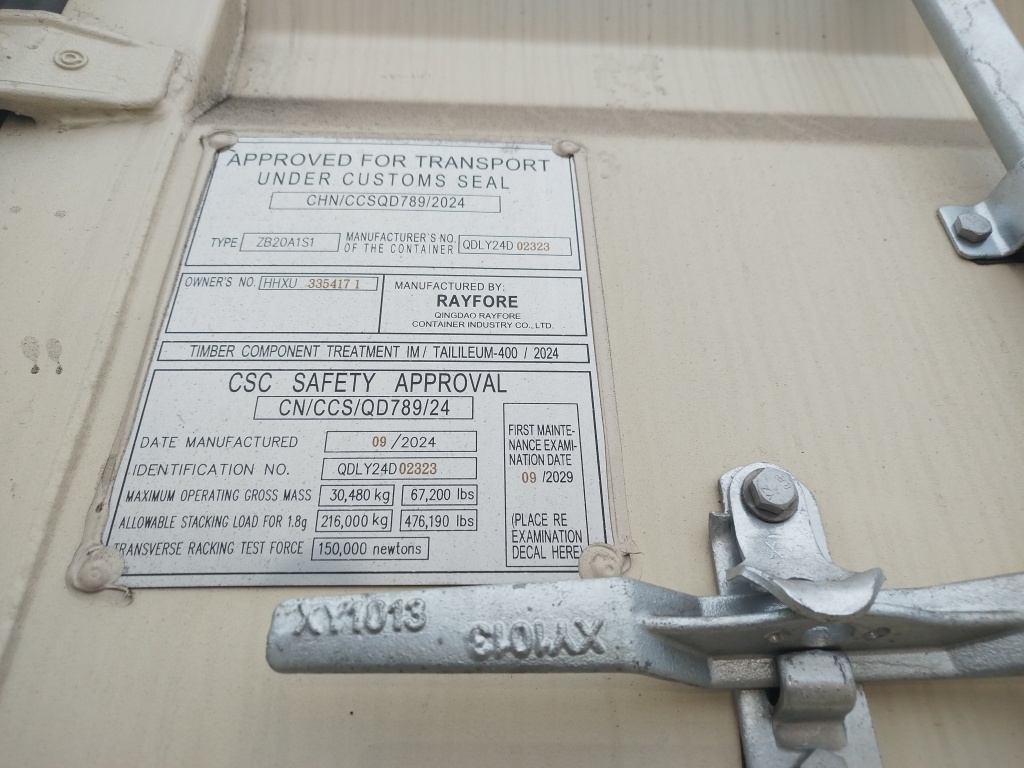 APPROVED FOR TRANSPORT
UNDER CUSTOMS SEAL
CHN/CCSQD789/2024
TYPE ZB20A1S1 MANUFACTURER'S NO. OF THE CONTAINER QDLY24D 02323
OWNER'S NO. HHXU 335417 1
MANUFACTURED BY:
RAYFORE
QINGDAO RAYFORE
CONTAINER INDUSTRY CO., LTD.
TIMBER COMPONENT TREATMENT IM / TAILILEUM-400 / 2024
CSC SAFETY APPROVAL
CN/CCS/QD789/24
DATE MANUFACTURED 09 /2024
IDENTIFICATION NO. QDLY24D02323
MAXIMUM OPERATING GROSS MASS 30,480 kg 67,200 lbs
ALLOWABLE STACKING LOAD FOR 1.8g 216,000 kg 476,190 lbs
TRANSVERSE RACKING TEST FORCE 150,000 newtons
FIRST MAINTE-
NANCE EXAMI-
NATION DATE
09 /2029
(PLACE RE
EXAMINATION
DECAL HERE)
XY1013
XY1013